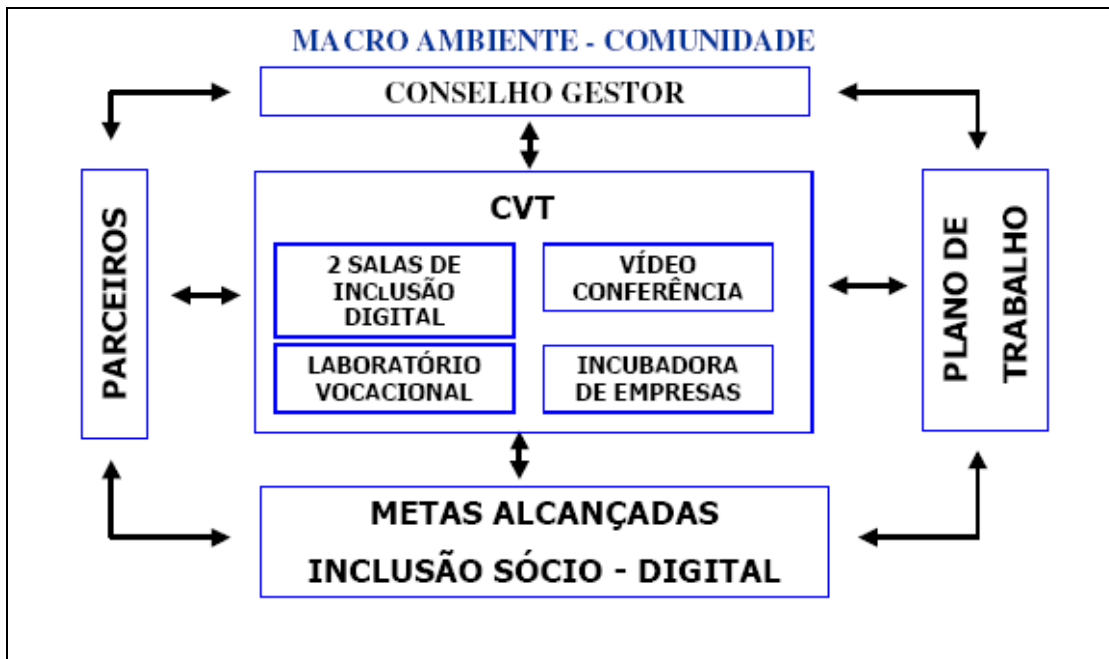 MACRO AMBIENTE - COMUNIDADE
CONSELHO GESTOR
PARCEIROS
CVT
2 SALAS DE
INCLUSÃO
DIGITAL
VÍDEO
CONFERÊNCIA
LABORATÓRIO
VOCACIONAL
INCUBADORA
DE EMPRESAS
PLANO DE
TRABALHO
METAS ALCANÇADAS
INCLUSÃO SÓCIO - DIGITAL